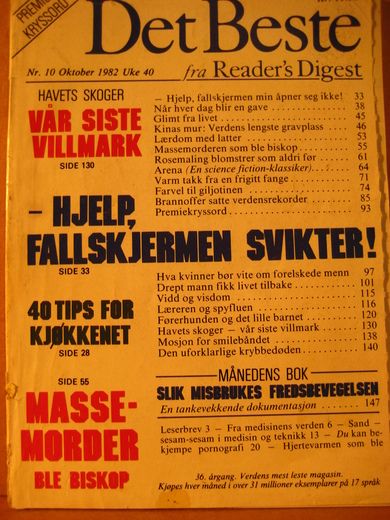 PREMIE
KRYSSORD
Det Beste
Nr. 10 Oktober 1982 Uke 40
fra Reader's Digest
HAVETS SKOGER
VÅR SISTE
VILLMARK
SIDE 130
– Hjelp, fallskjermen min åpner seg ikke! 33
Når hver dag blir en gave 38
Glimt fra livet 45
Kinas mur: Verdens lengste gravplass 46
Lærdom med latter 53
Massemorderen som ble biskop 55
Rosemaling blomstrer som aldri før 61
Arena (En science fiction-klassiker) 64
Varm takk fra en frigitt fange 71
Farvel til giljotinen 74
Brannoffer satte verdensrekorder 85
Premiekryssord 93
– HJELP,
FALLSKJERMEN SVIKTER!
SIDE 33
40 TIPS FOR
KJØKKENET
SIDE 28
Hva kvinner bør vite om forelskede menn 97
Drept mann fikk livet tilbake 101
Vidd og visdom 115
Læreren og spyfluen 116
Førerhunden og det lille barnet 120
Havets skoger – vår siste villmark 130
Mosjon for smilebåndet 138
Den uforklarlige krybbedøden 140
SIDE 55
MASSE-
MORDER
BLE BISKOP
MÅNEDENS BOK
SLIK MISBRUKES FREDSBEVEGELSEN
En tankevekkende dokumentasjon 147
Leserbrev 3 – Fra medisinens verden 6 – Sand –
sesam-sesam i medisin og teknikk 13 – Du kan be-
kjempe pornografi 20 – Hjertevarmen som ble
36. årgang. Verdens mest leste magasin.
Kjøpes hver måned i over 31 millioner eksemplarer på 17 språk